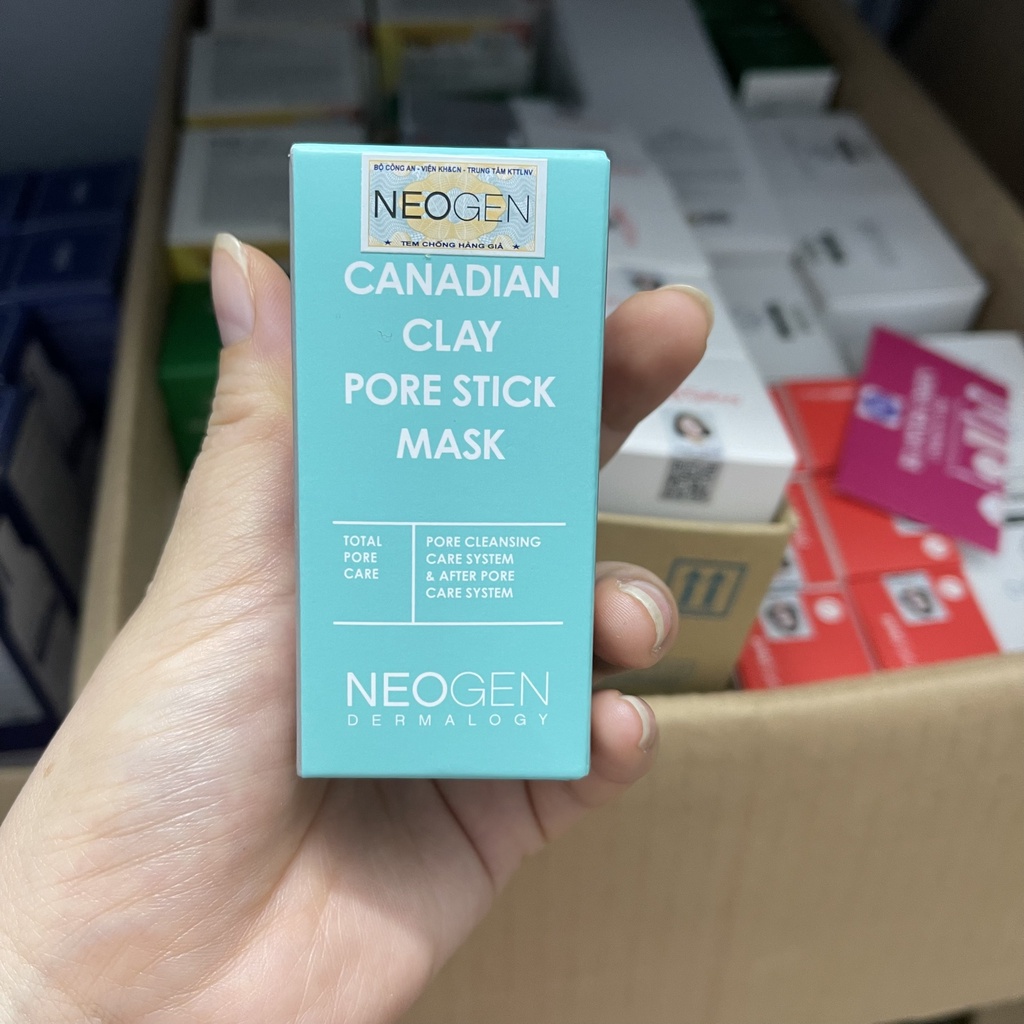 BỘ CÔNG AN - VIỆN KH&CN - TRUNG TÂM KTTLNV
NEOGEN
★ TEM CHỐNG HÀNG GIẢ ★
CANADIAN
CLAY
PORE STICK
MASK
TOTAL
PORE
CARE
PORE CLEANSING
CARE SYSTEM
& AFTER PORE
CARE SYSTEM
NEOGEN
DERMALOGY